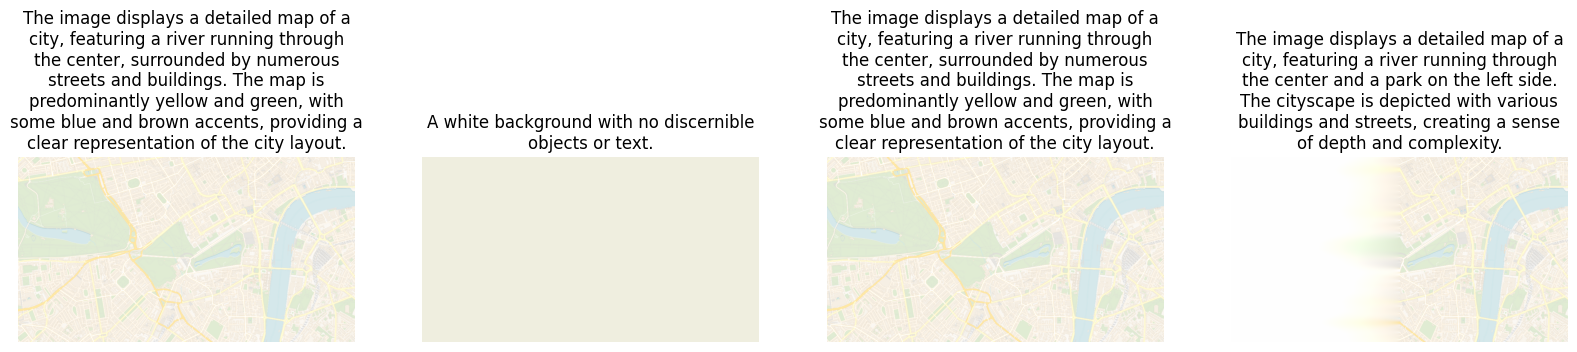 The image displays a detailed map of a
city, featuring a river running through
the center, surrounded by numerous
streets and buildings. The map is
predominantly yellow and green, with
some blue and brown accents, providing a
clear representation of the city layout.
A white background with no discernible
objects or text.
The image displays a detailed map of a
city, featuring a river running through
the center, surrounded by numerous
streets and buildings. The map is
predominantly yellow and green, with
some blue and brown accents, providing a
clear representation of the city layout.
The image displays a detailed map of a
city, featuring a river running through
the center and a park on the left side.
The cityscape is depicted with various
buildings and streets, creating a sense
of depth and complexity.